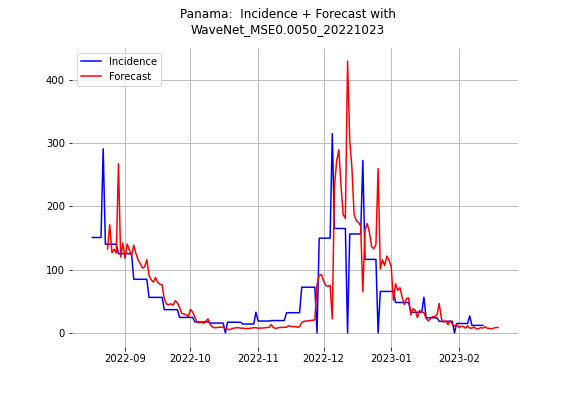 Panama:  Incidence + Forecast with
WaveNet_MSE0.0050_20221023
Incidence
Forecast
400
300
200
100
0
2022-09
2022-10
2022-11
2022-12
2023-01
2023-02